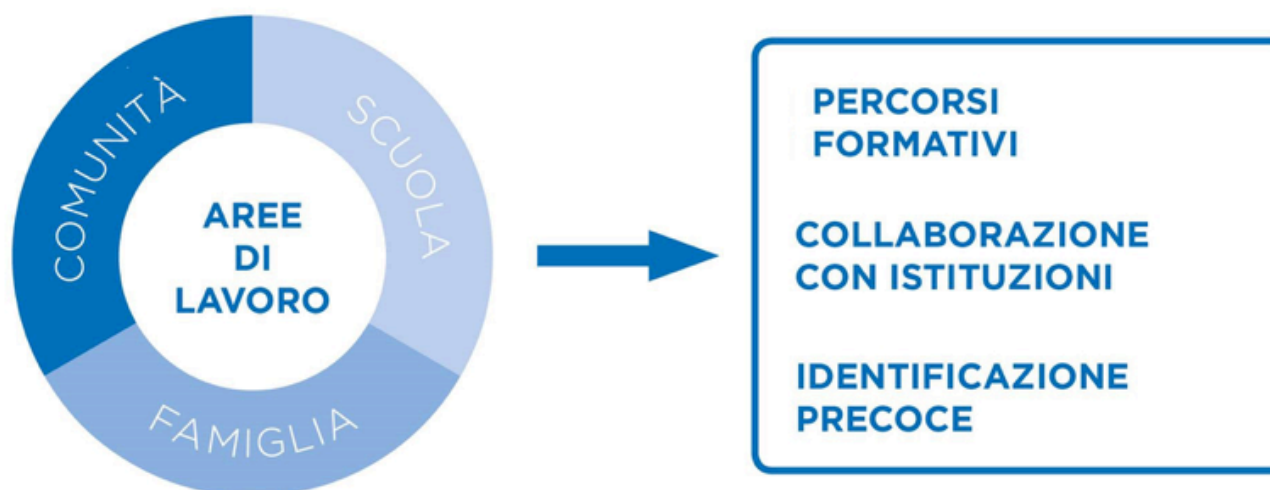 COMUNITÀ
SCUOLA
FAMIGLIA
AREE
DI
LAVORO
PERCORSI
FORMATIVI
COLLABORAZIONE
CON ISTITUZIONI
IDENTIFICAZIONE
PRECOCE